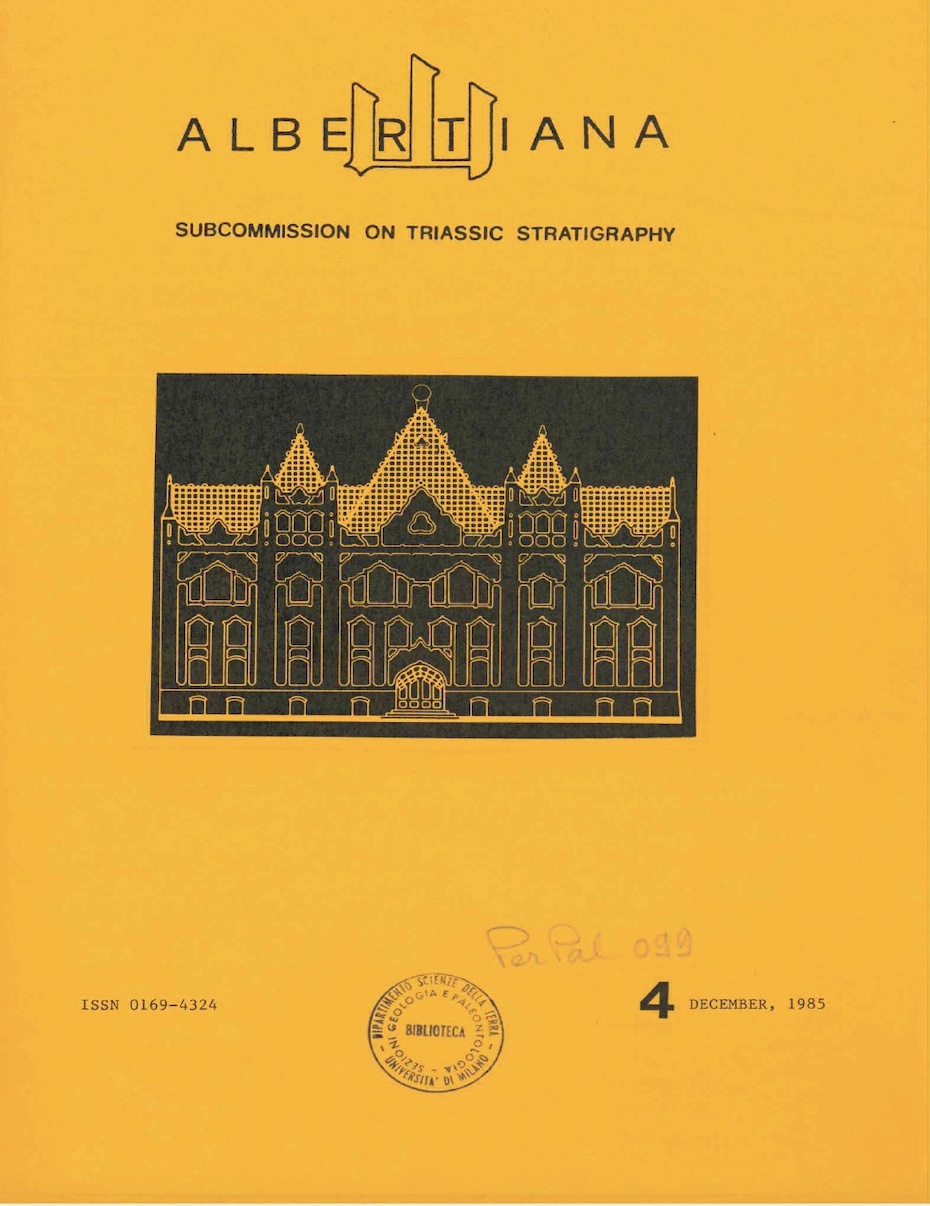 ALBERTIANA
SUBCOMMISSION ON TRIASSIC STRATIGRAPHY
Per Pal 099
ISSN 0169-4324
4 DECEMBER, 1985
DIPARTIMENTO SCIENZE DELLA TERRA
SEZIONI GEOLOGIA E PALEONTOLOGIA
BIBLIOTECA
UNIVERSITA' DI MILANO